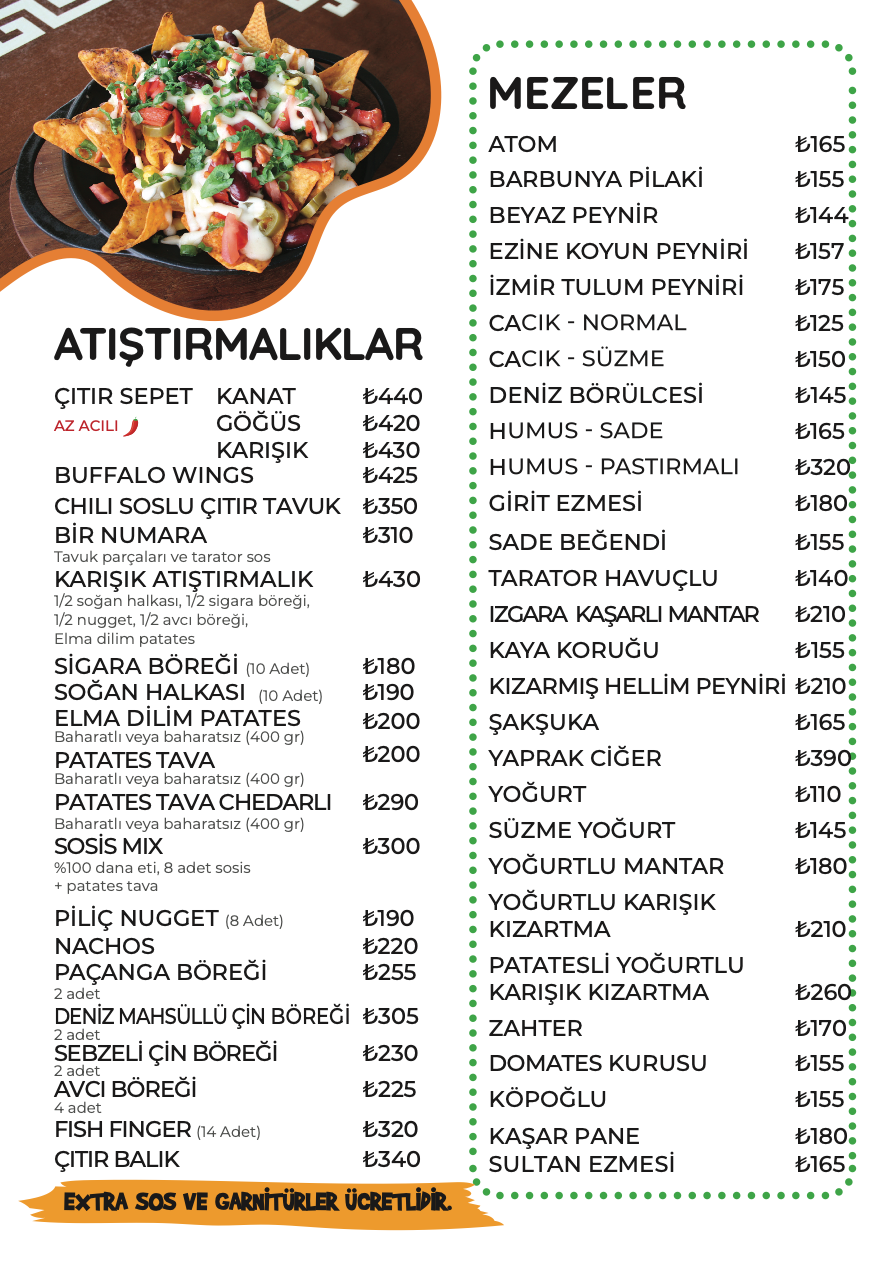 ATIŞTIRMALIKLAR
ÇITIR SEPET KANAT ₺440
AZ ACILI GÖĞÜS ₺420
KARIŞIK ₺430
BUFFALO WINGS ₺425
CHILI SOSLU ÇITIR TAVUK ₺350
BİR NUMARA ₺310
Tavuk parçaları ve tarator sos
KARIŞIK ATIŞTIRMALIK ₺430
1/2 soğan halkası, 1/2 sigara böreği,
1/2 nugget, 1/2 avcı böreği,
Elma dilim patates
SİGARA BÖREĞİ (10 Adet) ₺180
SOĞAN HALKASI (10 Adet) ₺190
ELMA DİLİM PATATES ₺200
Baharatlı veya baharatsız (400 gr)
PATATES TAVA ₺200
Baharatlı veya baharatsız (400 gr)
PATATES TAVA CHEDARLI ₺290
Baharatlı veya baharatsız (400 gr)
SOSİS MIX ₺300
%100 dana eti, 8 adet sosis
+ patates tava
PİLİÇ NUGGET (8 Adet) ₺190
NACHOS ₺220
PAÇANGA BÖREĞİ ₺255
2 adet
DENİZ MAHSÜLLÜ ÇİN BÖREĞİ ₺305
2 adet
SEBZELİ ÇİN BÖREĞİ ₺230
2 adet
AVCI BÖREĞİ ₺225
4 adet
FISH FINGER (14 Adet) ₺320
ÇITIR BALIK ₺340
EXTRA SOS VE GARNİTÜRLER ÜCRETLİDİR.
MEZELER
ATOM ₺165
BARBUNYA PİLAKİ ₺155
BEYAZ PEYNİR ₺144
EZİNE KOYUN PEYNİRİ ₺157
İZMİR TULUM PEYNİRİ ₺175
CACIK - NORMAL ₺125
CACIK - SÜZME ₺150
DENİZ BÖRÜLCESİ ₺145
HUMUS - SADE ₺165
HUMUS - PASTIRMALI ₺320
GİRİT EZMESİ ₺180
SADE BEĞENDİ ₺155
TARATOR HAVUÇLU ₺140
IZGARA KAŞARLI MANTAR ₺210
KAYA KORUĞU ₺155
KIZARMIŞ HELLİM PEYNİRİ ₺210
ŞAKŞUKA ₺165
YAPRAK CİĞER ₺390
YOĞURT ₺110
SÜZME YOĞURT ₺145
YOĞURTLU MANTAR ₺180
YOĞURTLU KARIŞIK
KIZARTMA ₺210
PATATESLİ YOĞURTLU
KARIŞIK KIZARTMA ₺260
ZAHTER ₺170
DOMATES KURUSU ₺155
KÖPOĞLU ₺155
KAŞAR PANE ₺180
SULTAN EZMESİ ₺165